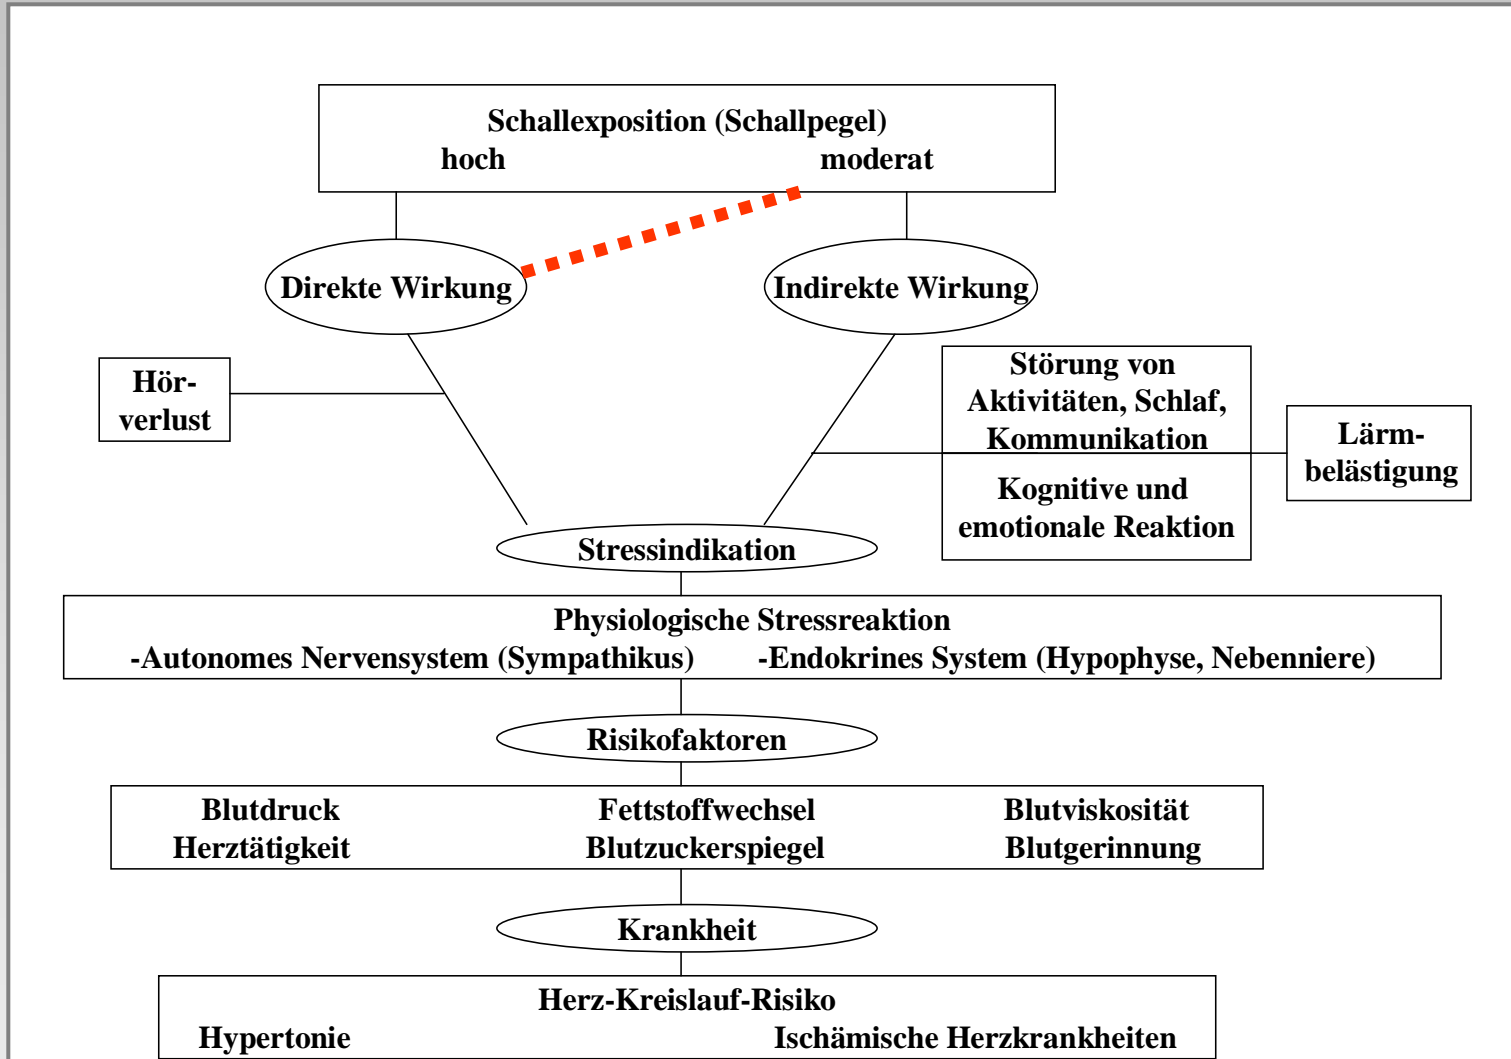 Schallexposition (Schallpegel)
hoch moderat
Direkte Wirkung
Indirekte Wirkung
Hör-
verlust
Störung von
Aktivitäten, Schlaf,
Kommunikation
Kognitive und
emotionale Reaktion
Lärm-
belästigung
Stressindikation
Physiologische Stressreaktion
-Autonomes Nervensystem (Sympathikus) -Endokrines System (Hypophyse, Nebenniere)
Risikofaktoren
Blutdruck Fettstoffwechsel Blutviskosität
Herztätigkeit Blutzuckerspiegel Blutgerinnung
Krankheit
Herz-Kreislauf-Risiko
Hypertonie Ischämische Herzkrankheiten